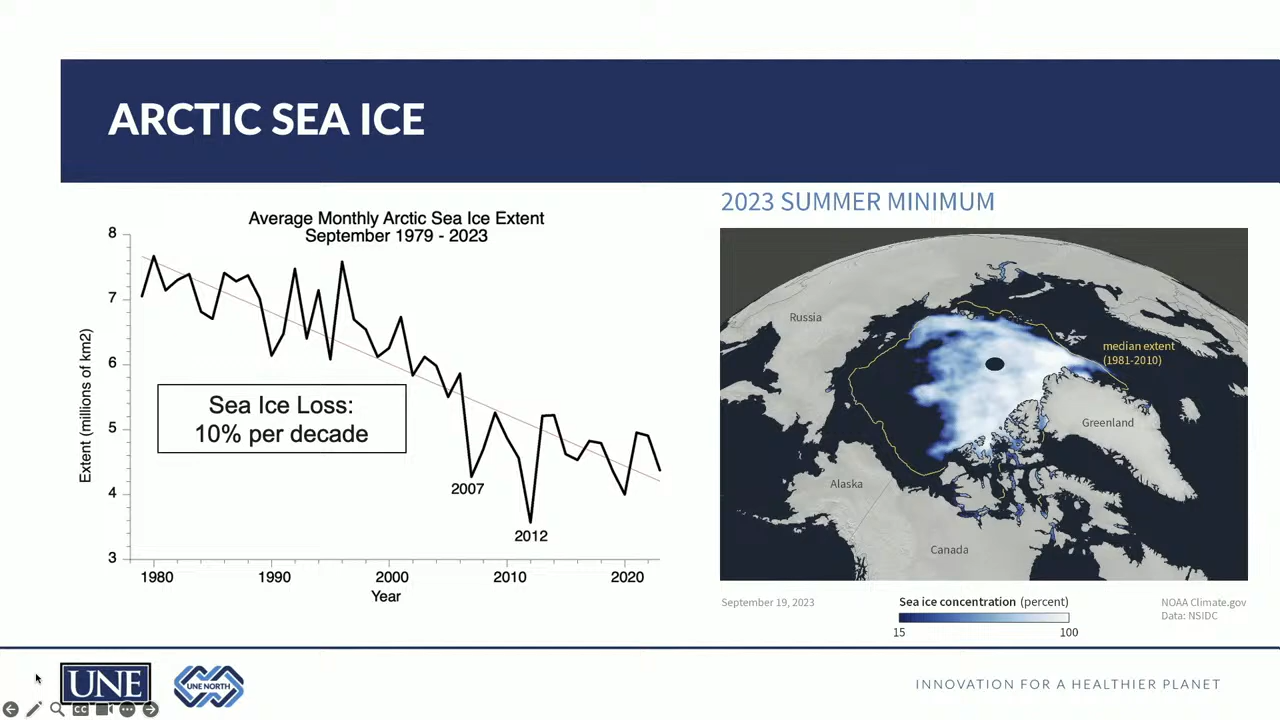 ARCTIC SEA ICE
Average Monthly Arctic Sea Ice Extent
September 1979 - 2023
8
7
6
5
4
3
Extent (millions of km2)
Sea Ice Loss:
10% per decade
2007
2012
1980
1990
2000
2010
2020
Year
2023 SUMMER MINIMUM
Russia
median extent
(1981-2010)
Greenland
Alaska
Canada
September 19, 2023
Sea ice concentration (percent)
15
100
NOAA Climate.gov
Data: NSIDC
UNE
UNE NORTH
INNOVATION FOR A HEALTHIER PLANET
CC